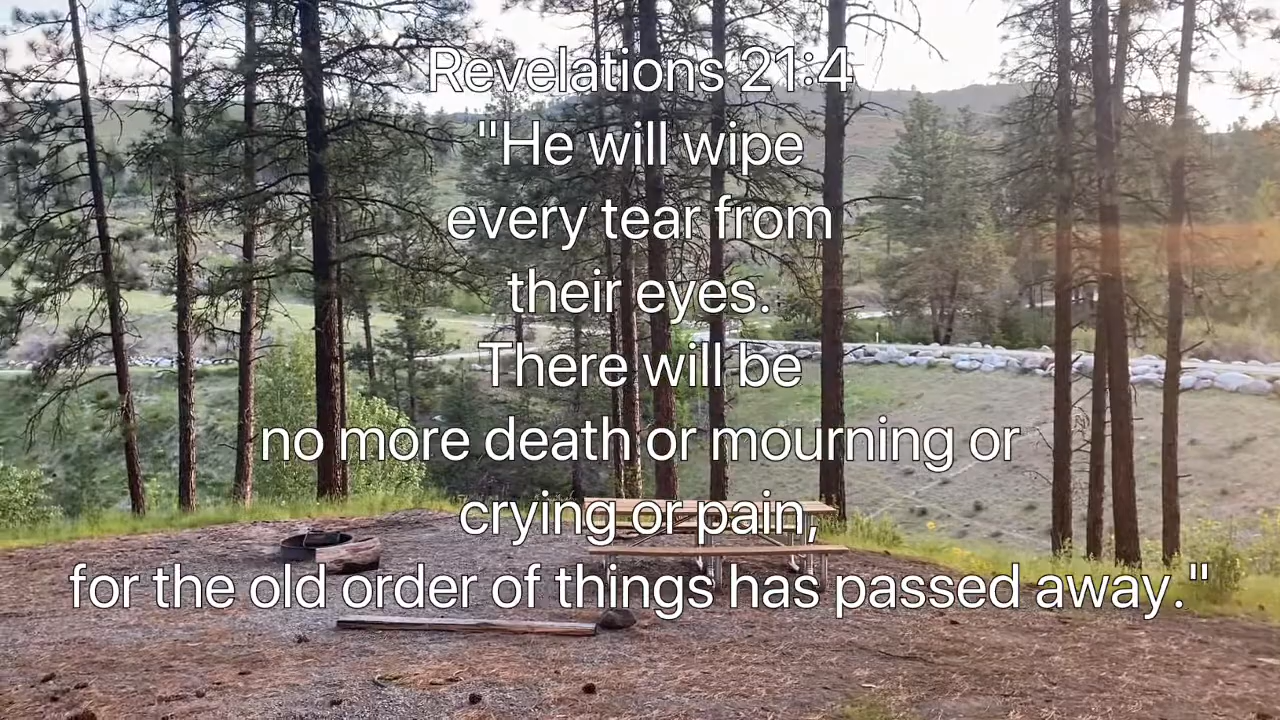 Revelations 21:4
"He will wipe
every tear from
their eyes.
There will be
no more death or mourning or
crying or pain,
for the old order of things has passed away."